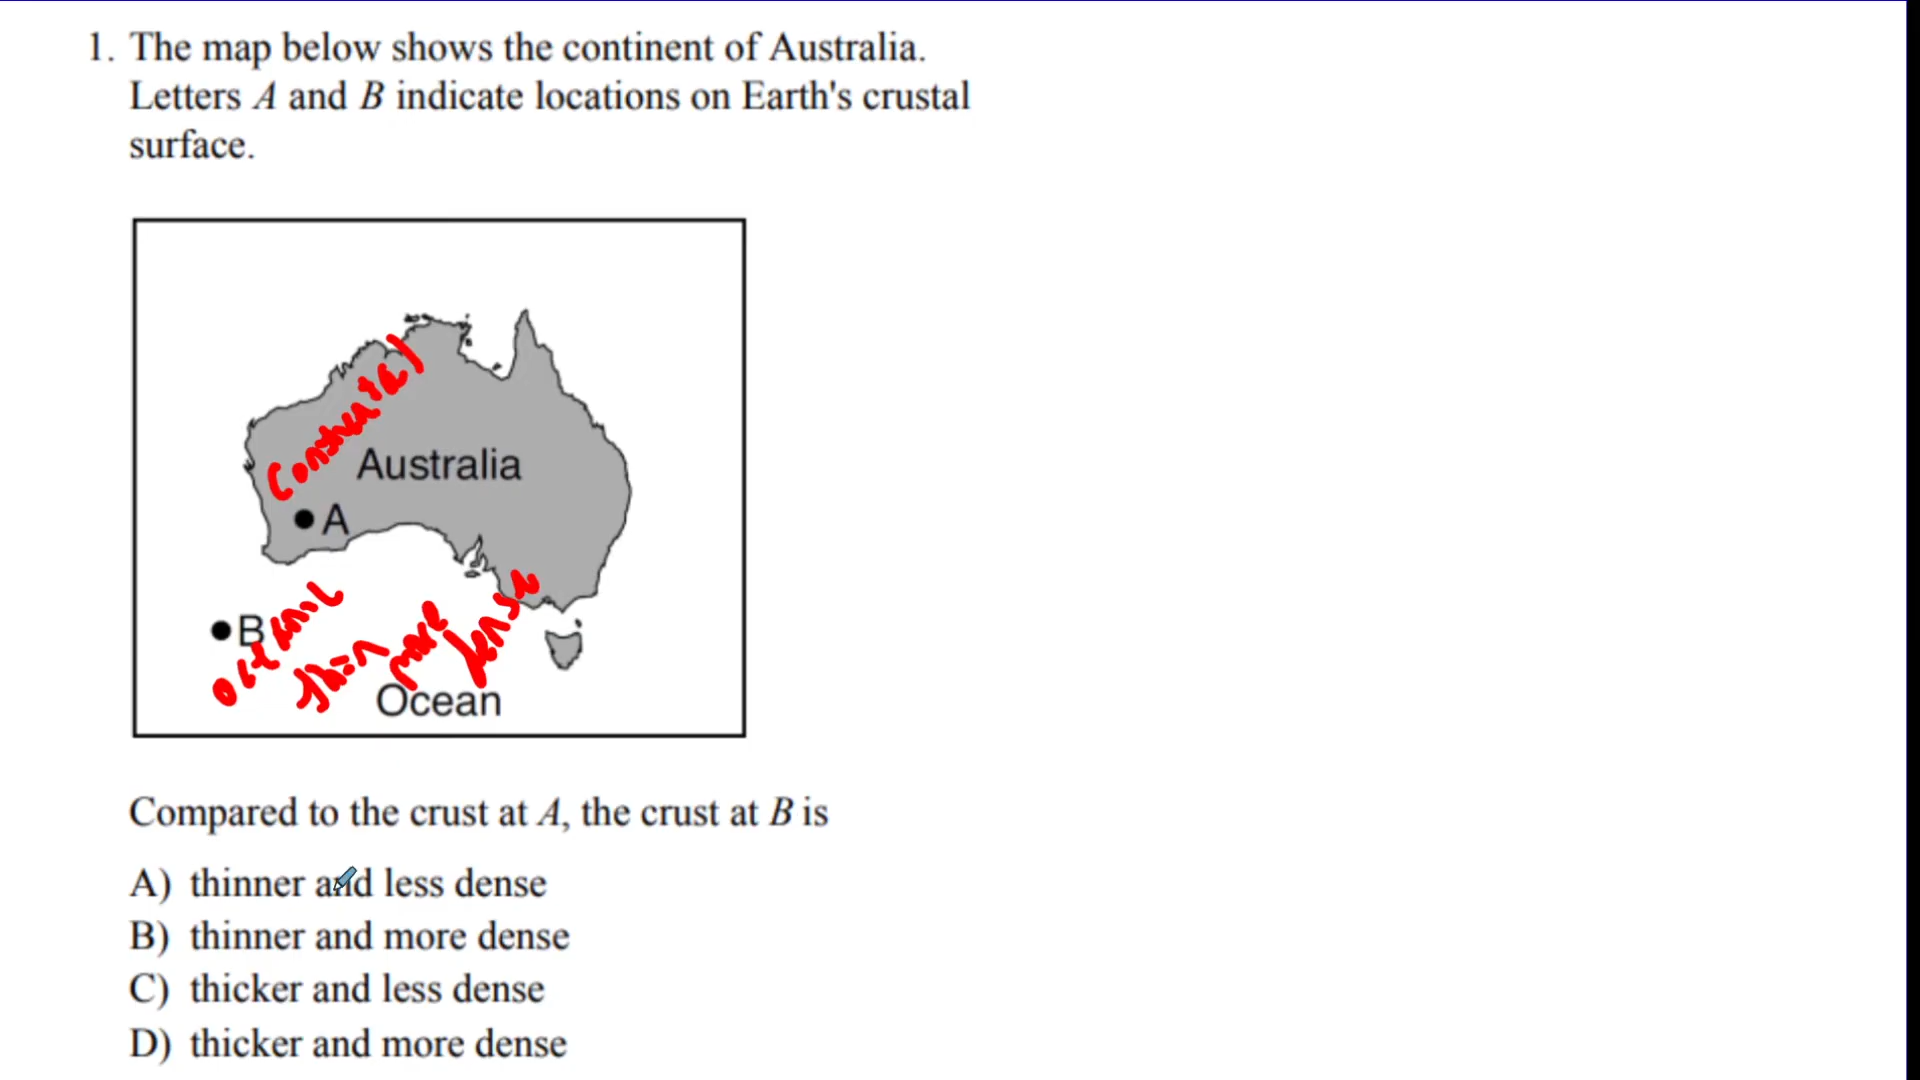 1. The map below shows the continent of Australia.
Letters A and B indicate locations on Earth's crustal
surface.
Australia
A
B
Thin
more
Ocean
Compared to the crust at A, the crust at B is
A) thinner and less dense
B) thinner and more dense
C) thicker and less dense
D) thicker and more dense